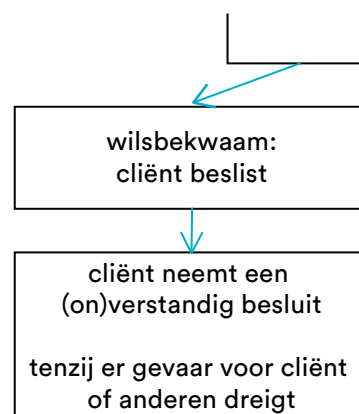 wilsbekwaam:
cliënt beslist
cliënt neemt een
(on)verstandig besluit
tenzij er gevaar voor cliënt
of anderen dreigt